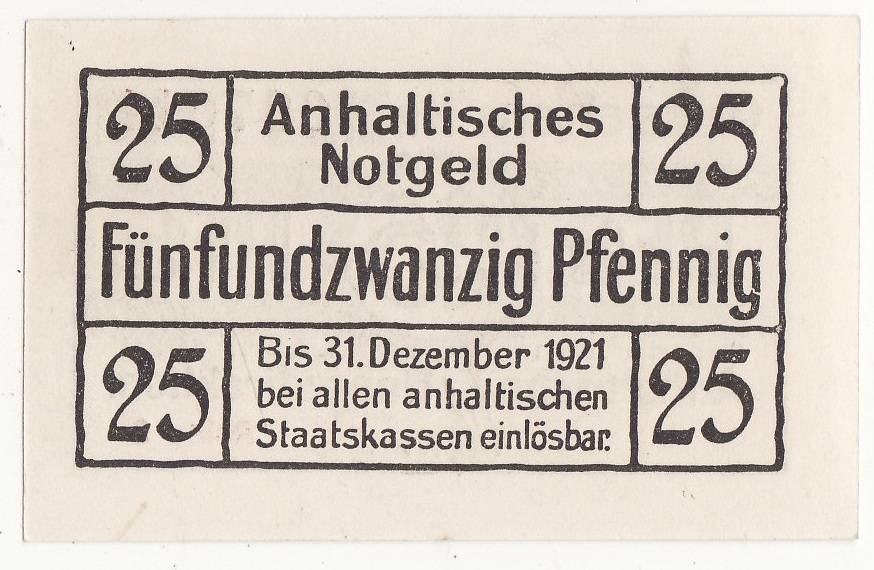 25 Anhaltisches 25
Notgeld
Fünfundzwanzig Pfennig
25 Bis 31. Dezember 1921 25
bei allen anhaltischen
Staatskassen einlösbar.